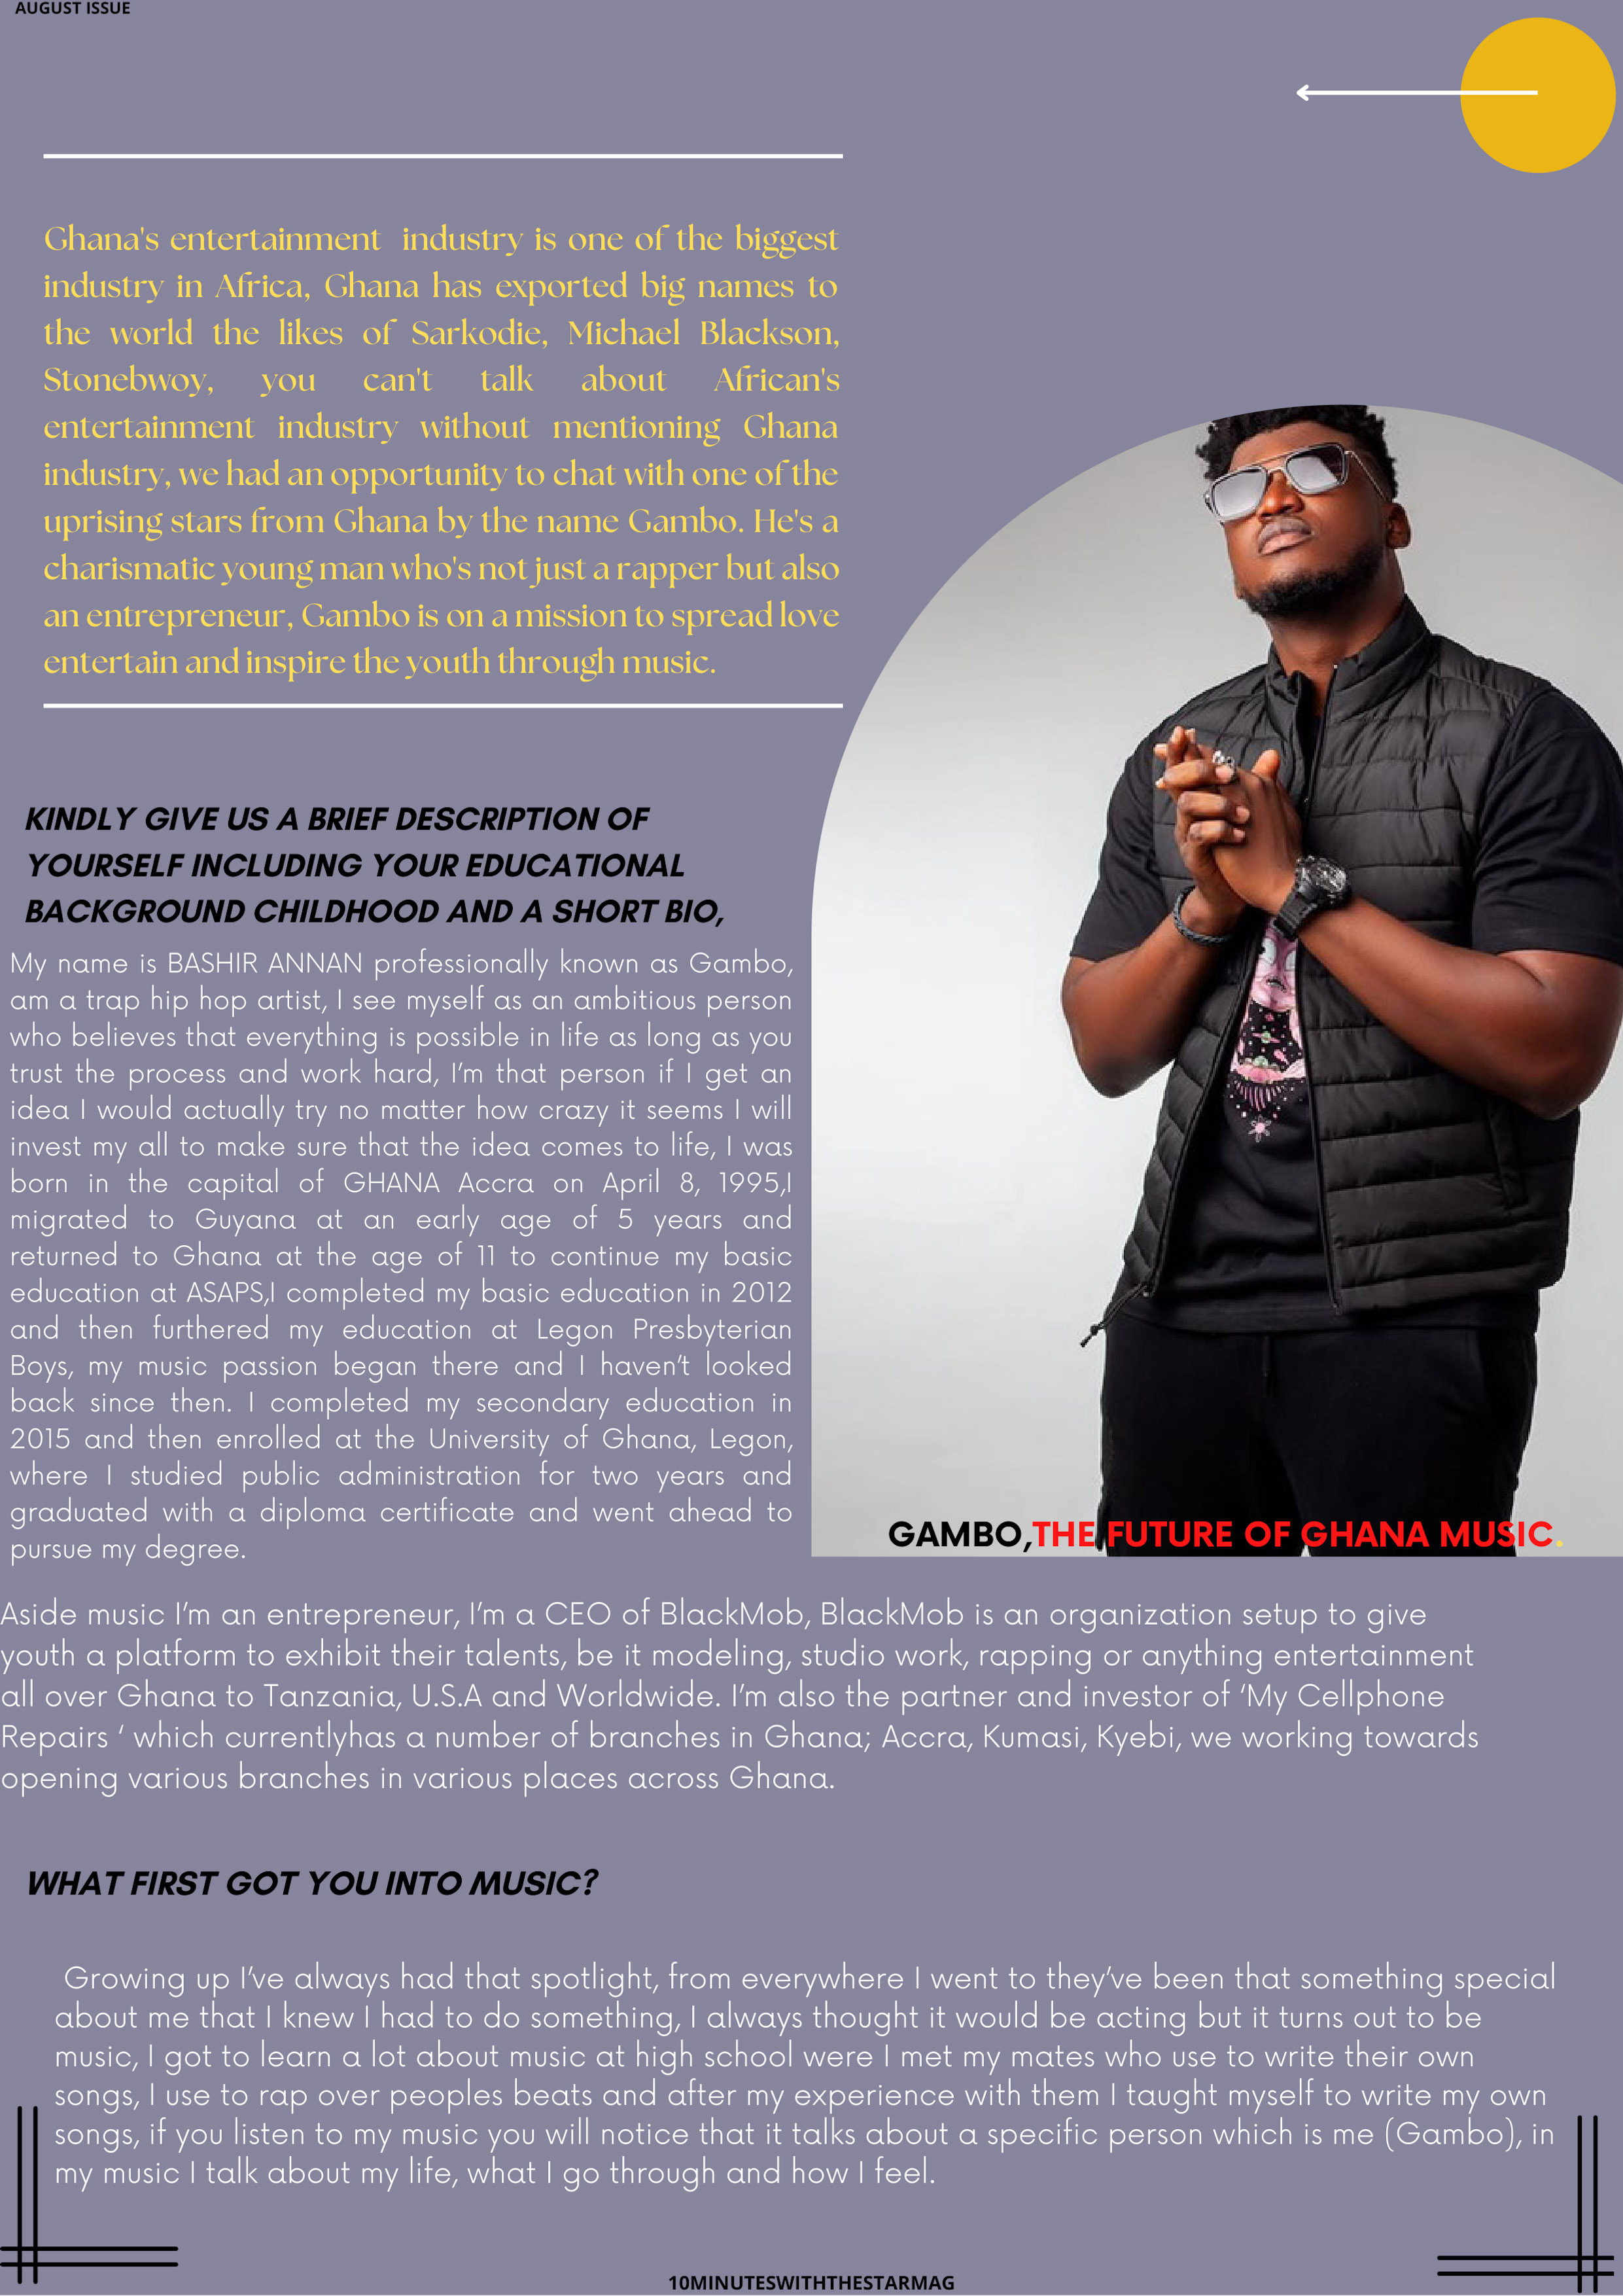 AUGUST ISSUE
Ghana's entertainment industry is one of the biggest
industry in Africa, Ghana has exported big names to
the world the likes of Sarkodie, Michael Blackson,
Stonebwoy, you can't talk about African's
entertainment industry without mentioning Ghana
industry, we had an opportunity to chat with one of the
uprising stars from Ghana by the name Gambo. He's a
charismatic young man who's not just a rapper but also
an entrepreneur, Gambo is on a mission to spread love
entertain and inspire the youth through music.
KINDLY GIVE US A BRIEF DESCRIPTION OF
YOURSELF INCLUDING YOUR EDUCATIONAL
BACKGROUND CHILDHOOD AND A SHORT BIO,
My name is BASHIR ANNAN professionally known as Gambo,
am a trap hip hop artist, I see myself as an ambitious person
who believes that everything is possible in life as long as you
trust the process and work hard, I’m that person if I get an
idea I would actually try no matter how crazy it seems I will
invest my all to make sure that the idea comes to life, I was
born in the capital of GHANA Accra on April 8, 1995,I
migrated to Guyana at an early age of 5 years and
returned to Ghana at the age of 11 to continue my basic
education at ASAPS,I completed my basic education in 2012
and then furthered my education at Legon Presbyterian
Boys, my music passion began there and I haven’t looked
back since then. I completed my secondary education in
2015 and then enrolled at the University of Ghana, Legon,
where I studied public administration for two years and
graduated with a diploma certificate and went ahead to
pursue my degree.
GAMBO,THE FUTURE OF GHANA MUSIC.
Aside music I’m an entrepreneur, I’m a CEO of BlackMob, BlackMob is an organization setup to give
youth a platform to exhibit their talents, be it modeling, studio work, rapping or anything entertainment
all over Ghana to Tanzania, U.S.A and Worldwide. I’m also the partner and investor of ‘My Cellphone
Repairs ‘ which currentlyhas a number of branches in Ghana; Accra, Kumasi, Kyebi, we working towards
opening various branches in various places across Ghana.
WHAT FIRST GOT YOU INTO MUSIC?
Growing up I’ve always had that spotlight, from everywhere I went to they’ve been that something special
about me that I knew I had to do something, I always thought it would be acting but it turns out to be
music, I got to learn a lot about music at high school were I met my mates who use to write their own
songs, I use to rap over peoples beats and after my experience with them I taught myself to write my own
songs, if you listen to my music you will notice that it talks about a specific person which is me (Gambo), in
my music I talk about my life, what I go through and how I feel.
10MINUTESWITHTHESTARMAG